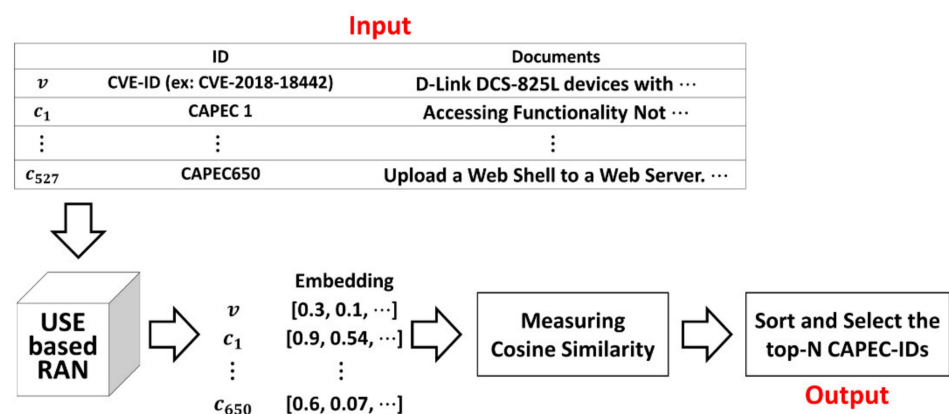 Input
ID Documents
v CVE-ID (ex: CVE-2018-18442) D-Link DCS-825L devices with ⋯
c₁ CAPEC 1 Accessing Functionality Not ⋯
⋮ ⋮ ⋮
c₅₂₇ CAPEC650 Upload a Web Shell to a Web Server. ⋯
Embedding
v [0.3, 0.1, ⋯]
c₁ [0.9, 0.54, ⋯]
⋮ ⋮
c₆₅₀ [0.6, 0.07, ⋯]
USE
based
RAN
Measuring
Cosine Similarity
Sort and Select the
top-N CAPEC-IDs
Output